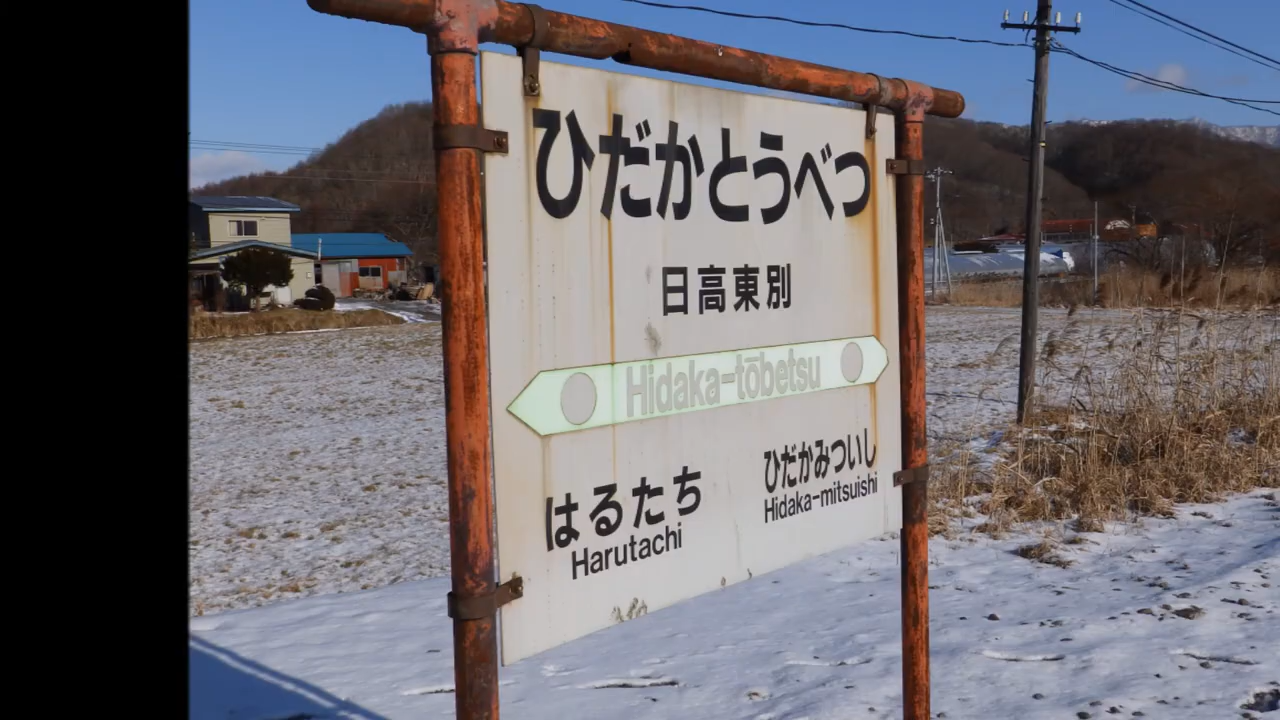 ひだかとうべつ
日高東別
Hidaka-tōbetsu
はるたち
Harutachi
ひだかみついし
Hidaka-mitsuishi